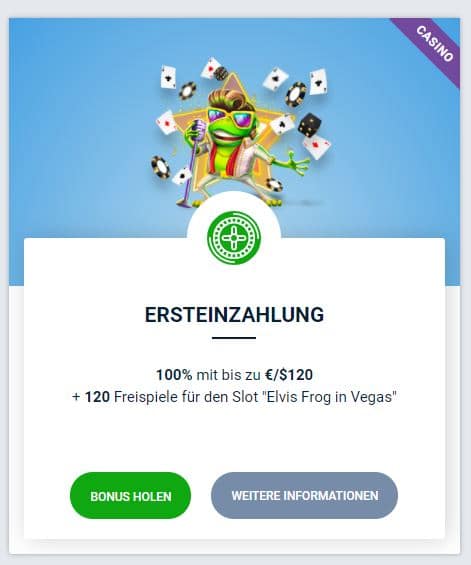 CASINO
ERSTEINZAHLUNG
100% mit bis zu €/$120
+ 120 Freispiele für den Slot "Elvis Frog in Vegas"
BONUS HOLEN
WEITERE INFORMATIONEN